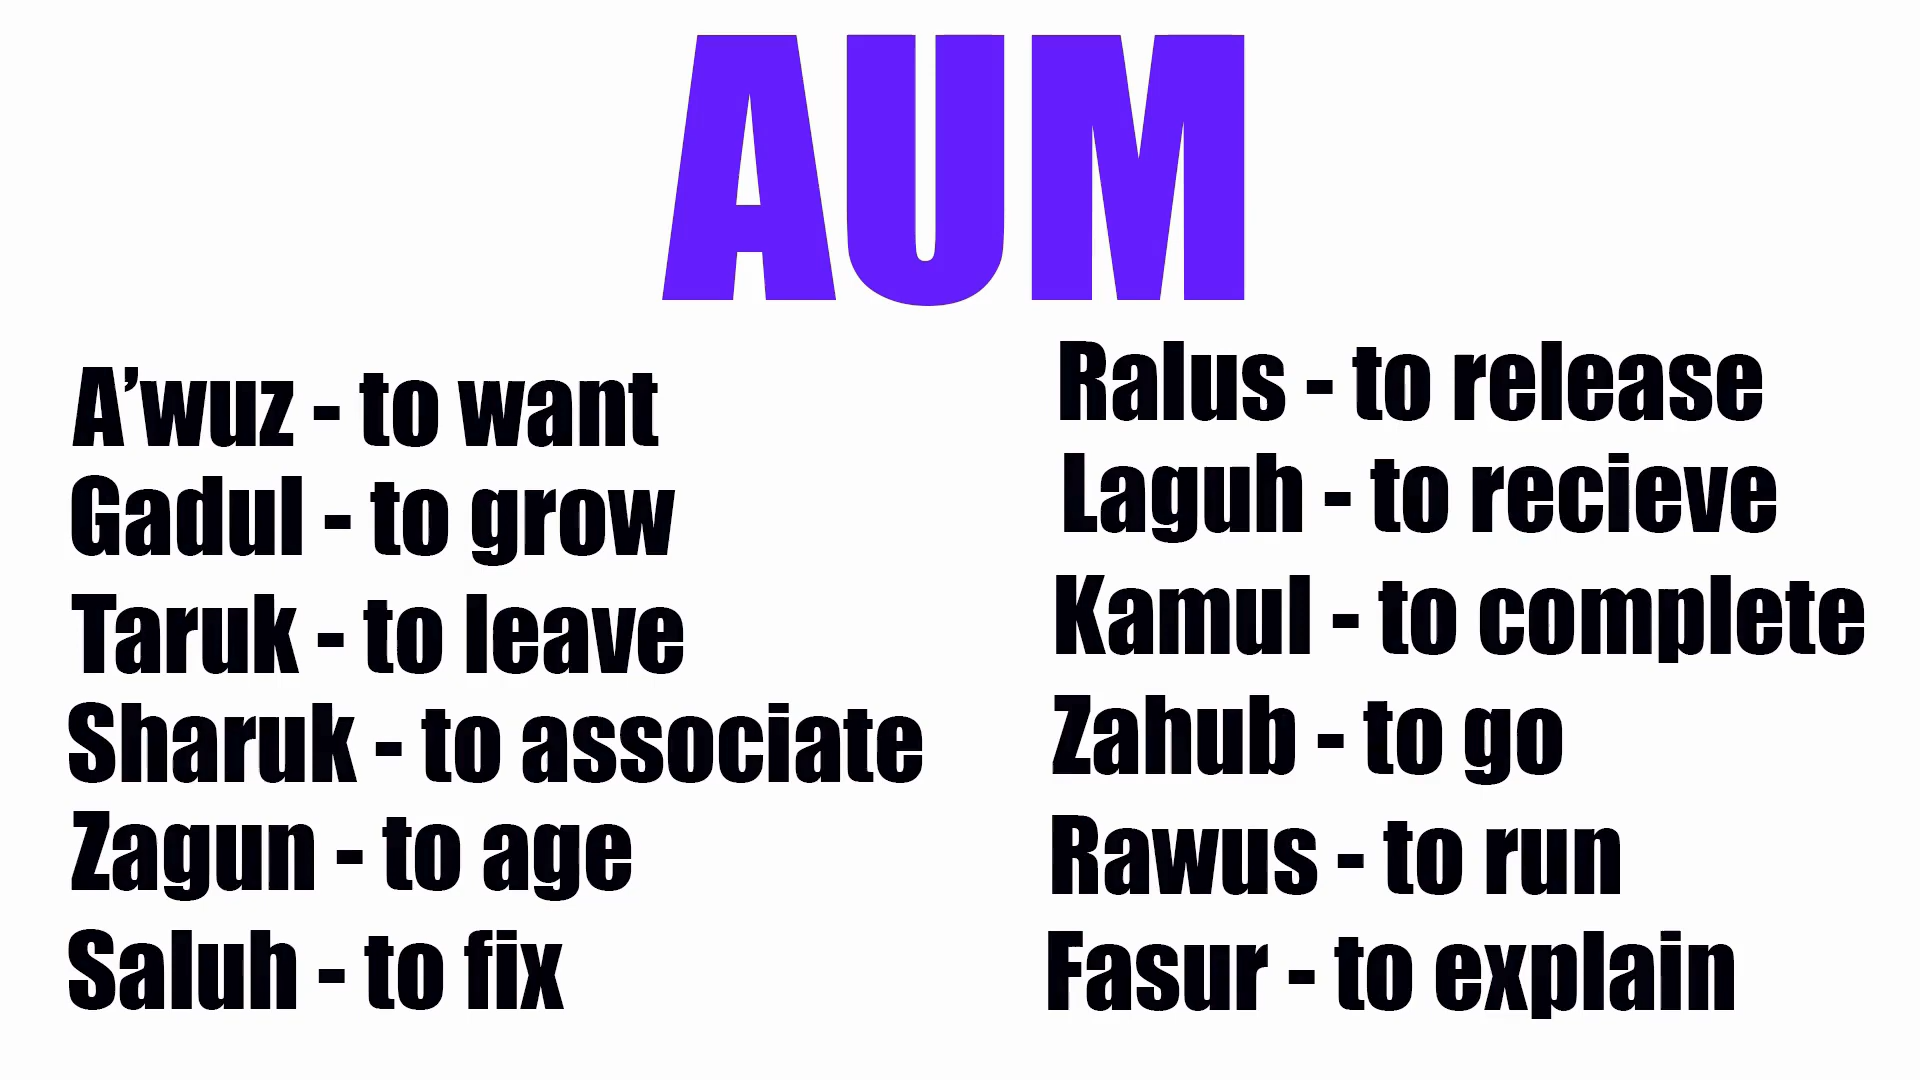 AUM
A’wuz - to want
Gadul - to grow
Taruk - to leave
Sharuk - to associate
Zagun - to age
Saluh - to fix
Ralus - to release
Laguh - to recieve
Kamul - to complete
Zahub - to go
Rawus - to run
Fasur - to explain